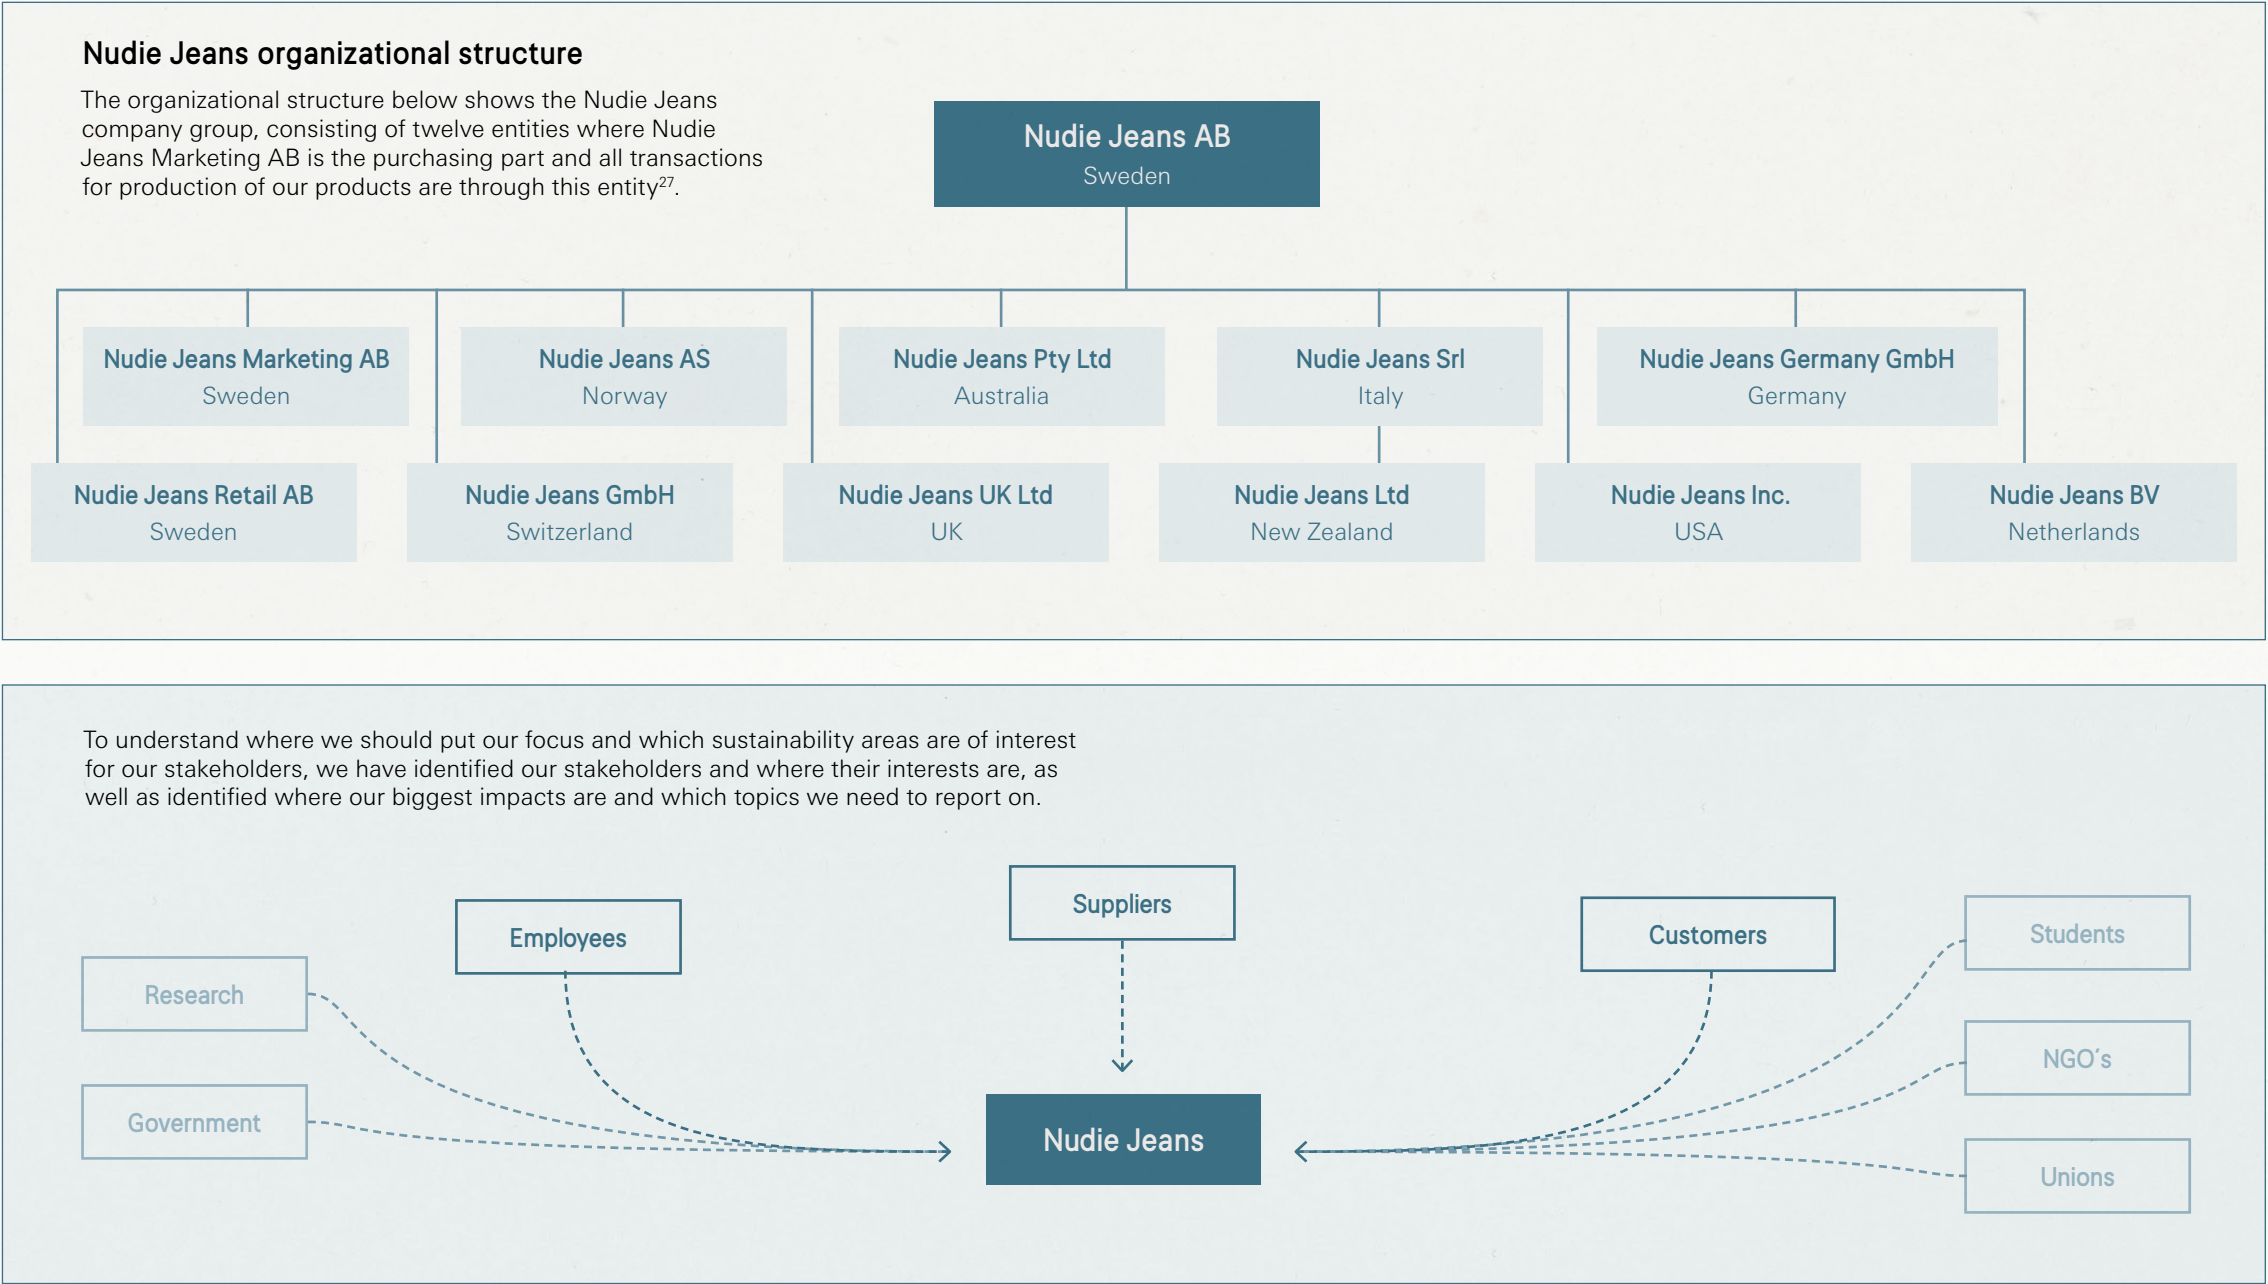 Nudie Jeans organizational structure
The organizational structure below shows the Nudie Jeans
company group, consisting of twelve entities where Nudie
Jeans Marketing AB is the purchasing part and all transactions
for production of our products are through this entity²⁷.
Nudie Jeans AB
Sweden
Nudie Jeans Marketing AB
Sweden
Nudie Jeans AS
Norway
Nudie Jeans Pty Ltd
Australia
Nudie Jeans Srl
Italy
Nudie Jeans Germany GmbH
Germany
Nudie Jeans Retail AB
Sweden
Nudie Jeans GmbH
Switzerland
Nudie Jeans UK Ltd
UK
Nudie Jeans Ltd
New Zealand
Nudie Jeans Inc.
USA
Nudie Jeans BV
Netherlands
To understand where we should put our focus and which sustainability areas are of interest
for our stakeholders, we have identified our stakeholders and where their interests are, as
well as identified where our biggest impacts are and which topics we need to report on.
Suppliers
Employees
Customers
Students
Research
NGO´s
Government
Nudie Jeans
Unions